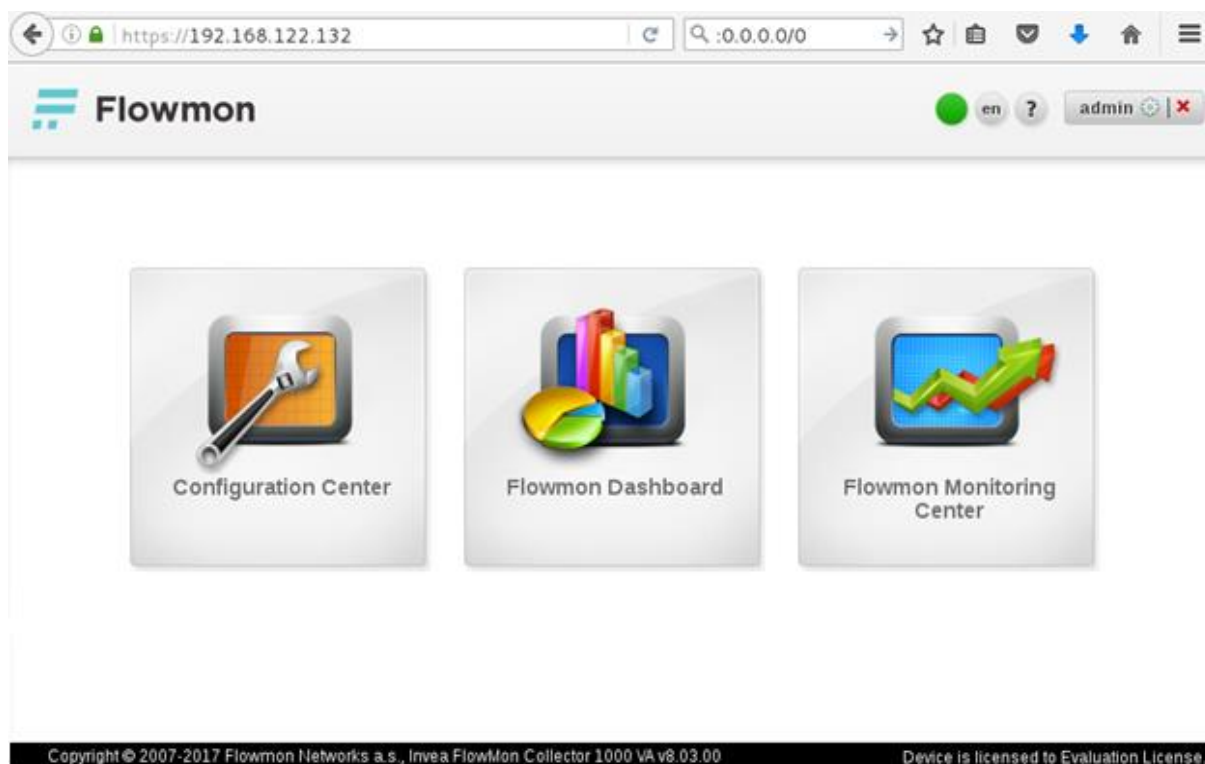 https://192.168.122.132 :0.0.0.0/0
Flowmon en ? admin
Configuration Center
Flowmon Dashboard
Flowmon Monitoring
Center
Copyright © 2007-2017 Flowmon Networks a.s., Invea FlowMon Collector 1000 VA v8.03.00 Device is licensed to Evaluation License